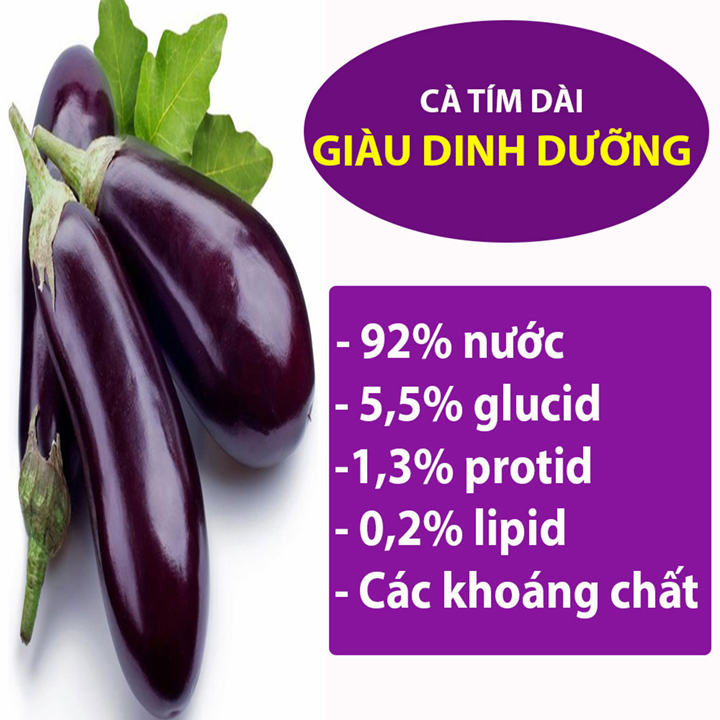 CÀ TÍM DÀI
GIÀU DINH DƯỠNG
- 92% nước
- 5,5% glucid
-1,3% protid
- 0,2% lipid
- Các khoáng chất